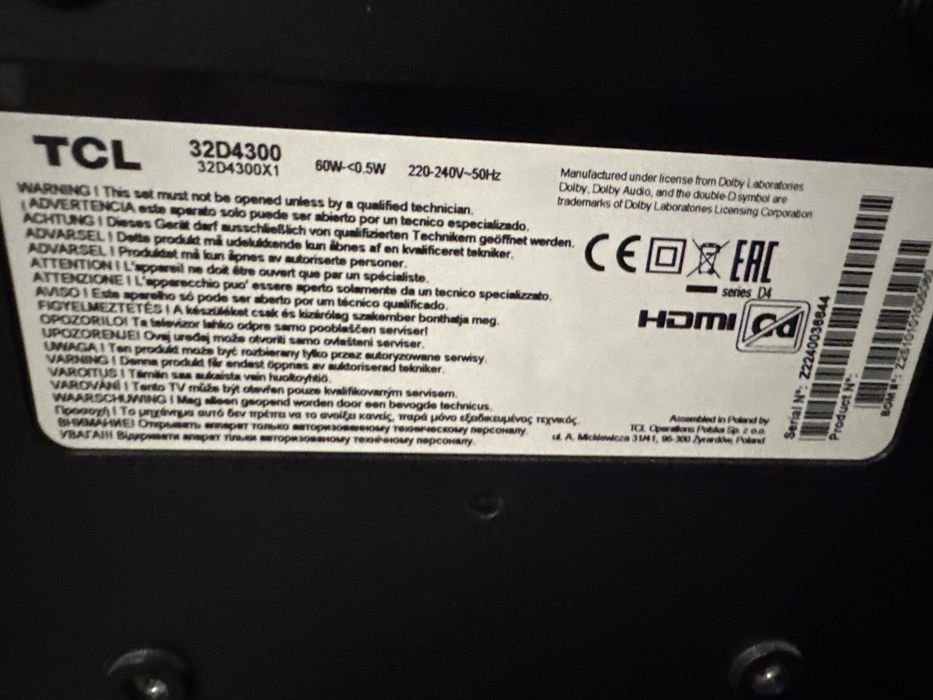 TCL
32D4300
32D4300X1
60W-<0.5W
220-240V~50Hz
Manufactured under license from Dolby Laboratories
Dolby, Dolby Audio, and the double-D symbol are
trademarks of Dolby Laboratories Licensing Corporation
WARNING ! This set must not be opened unless by a qualified technician.
¡ ADVERTENCIA este aparato solo puede ser abierto por un tecnico especializado.
ACHTUNG ! Dieses Gerät darf ausschließlich von qualifizierten Technikern geöffnet werden.
ADVARSEL ! Dette produkt må udelukkende kun åbnes af en kvalificeret tekniker.
ADVARSEL ! Produktet må kun åpnes av autoriserte personer.
ATTENTION ! L'appareil ne doit être ouvert que par un spécialiste.
ATTENZIONE ! L'apparecchio puo' essere aperto solamente da un tecnico specializzato.
AVISO ! Este aparelho só pode ser aberto por um técnico qualificado.
FIGYELMEZTETÉS ! A készüléket csak és kizárólag szakember bonthatja meg.
OPOZORILO! Ta televizor lahko odpre samo pooblaščen serviser!
UPOZORENJE! Ovaj uređaj može otvoriti samo ovlašteni serviser.
UWAGA ! Ten produkt może być rozbierany tylko przez autoryzowane serwisy.
VARNING ! Denna produkt får endast öppnas av auktoriserad tekniker.
VAROITUS ! Tämän saa aukaista vain huoltoyhtiö.
VAROVÁNÍ ! Tento TV může být otevřen pouze kvalifikovaným servisem.
WAARSCHUWING ! Mag alleen geopend worden door een bevoegde technicus.
Προσοχή ! Το μηχάνημα αυτό δεν πρέπει να το ανοίξει κανείς, παρά μόνο εξειδικευμένος τεχνικός.
ВНИМАНИЕ! Открывать аппарат только авторизованному техническому персоналу.
УВАГА!!! Відкривати апарат тільки авторизованому технічному персоналу.
CE
EAC
series D4
HDMI
Assembled in Poland by
TCL Operations Polska Sp. z o.o.
ul. A. Mickiewicza 31/41, 96-300 Żyrardów, Poland
Serial N°: Z22400036644
Product N°:
BOM N°: